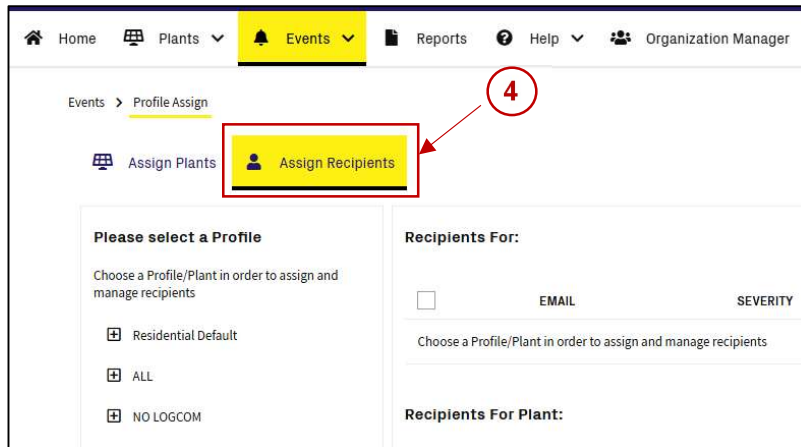 Home Plants Events Reports Help Organization Manager
4
Events > Profile Assign
Assign Plants Assign Recipients
Please select a Profile
Choose a Profile/Plant in order to assign and
manage recipients
Residential Default
ALL
NO LOGCOM
Recipients For:
EMAIL SEVERITY
Choose a Profile/Plant in order to assign and manage recipients
Recipients For Plant: